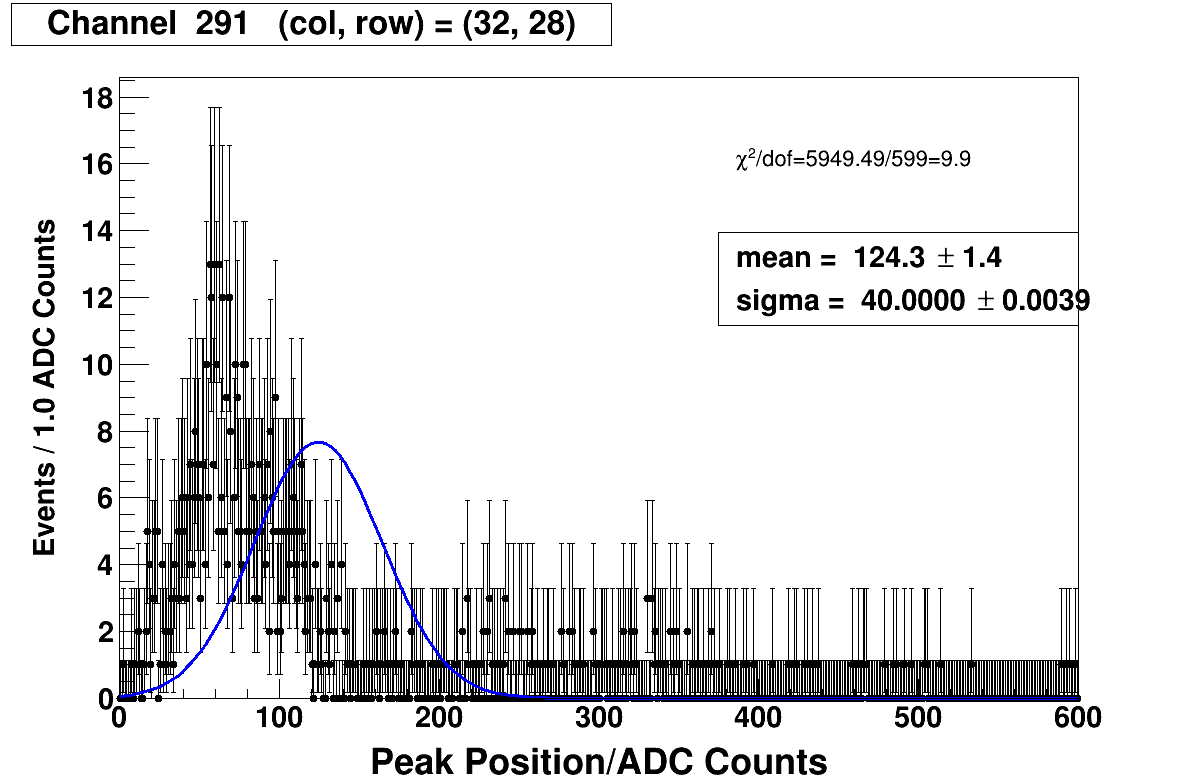 Channel 291 (col, row) = (32, 28)
χ²/dof=5949.49/599=9.9
mean = 124.3 ± 1.4
sigma = 40.0000 ± 0.0039
Events / 1.0 ADC Counts
18
16
14
12
10
8
6
4
2
0
0 100 200 300 400 500 600
Peak Position/ADC Counts